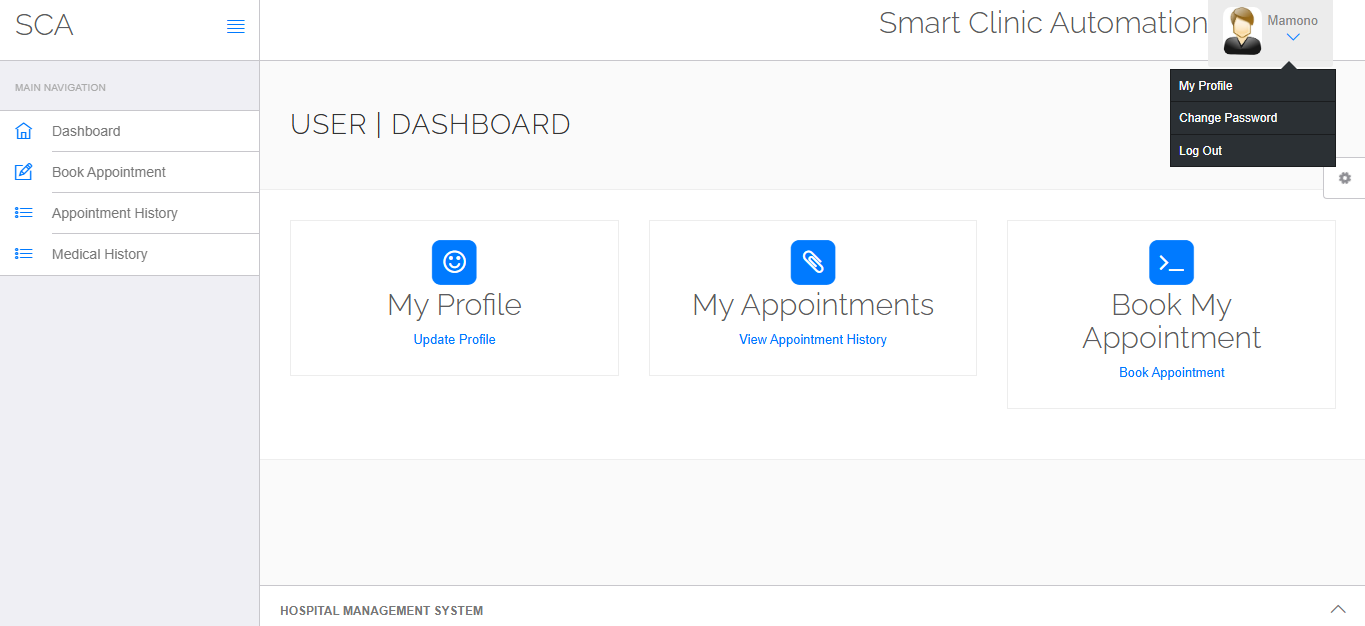 SCA
Smart Clinic Automation
Mamono
My Profile
Change Password
Log Out
MAIN NAVIGATION
Dashboard
Book Appointment
Appointment History
Medical History
USER | DASHBOARD
My Profile
Update Profile
My Appointments
View Appointment History
Book My
Appointment
Book Appointment
HOSPITAL MANAGEMENT SYSTEM